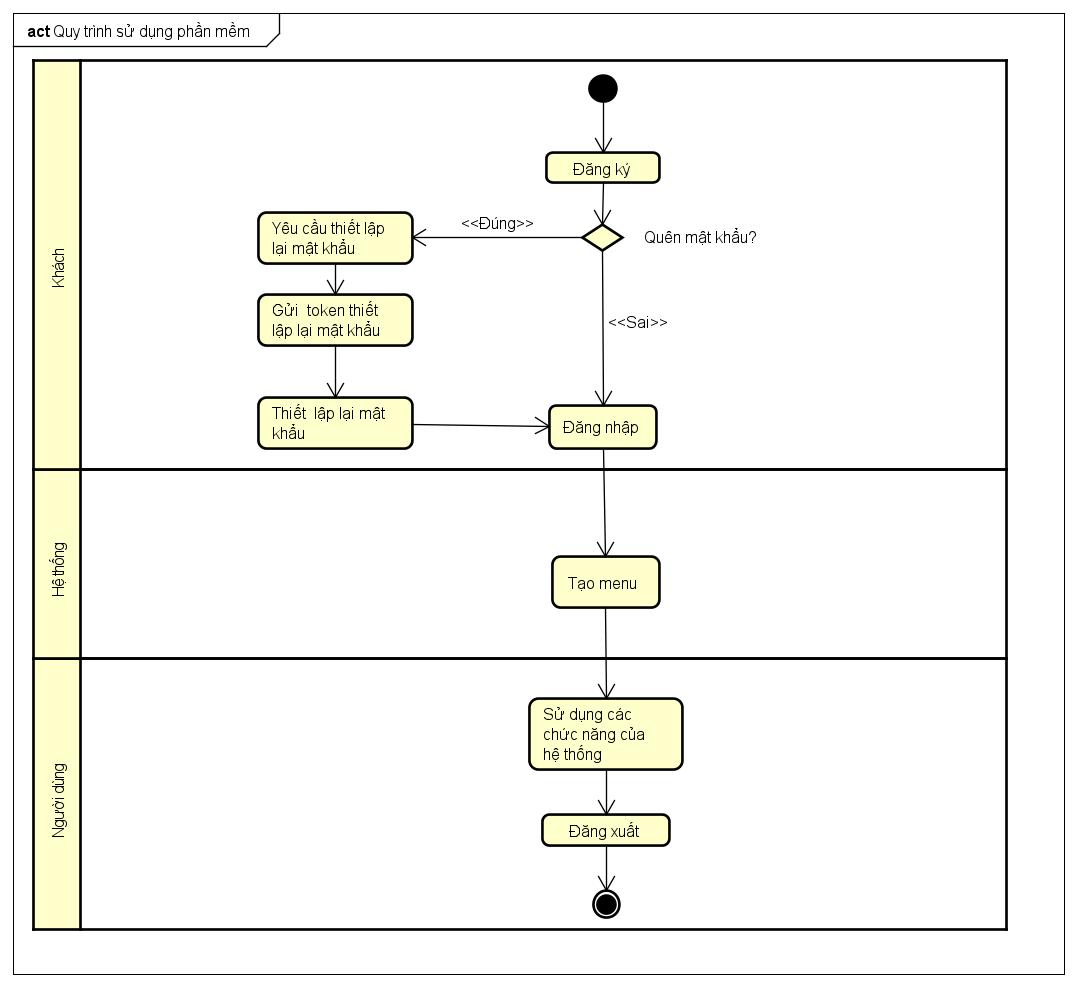 act Quy trình sử dụng phần mềm
Khách
Đăng ký
Yêu cầu thiết lập
lại mật khẩu
<<Đúng>>
Quên mật khẩu?
Gửi  token thiết
lập lại mật khẩu
<<Sai>>
Thiết  lập lại mật
khẩu
Đăng nhập
Hệ thống
Tạo menu
Người dùng
Sử dụng các
chức năng của
hệ thống
Đăng xuất